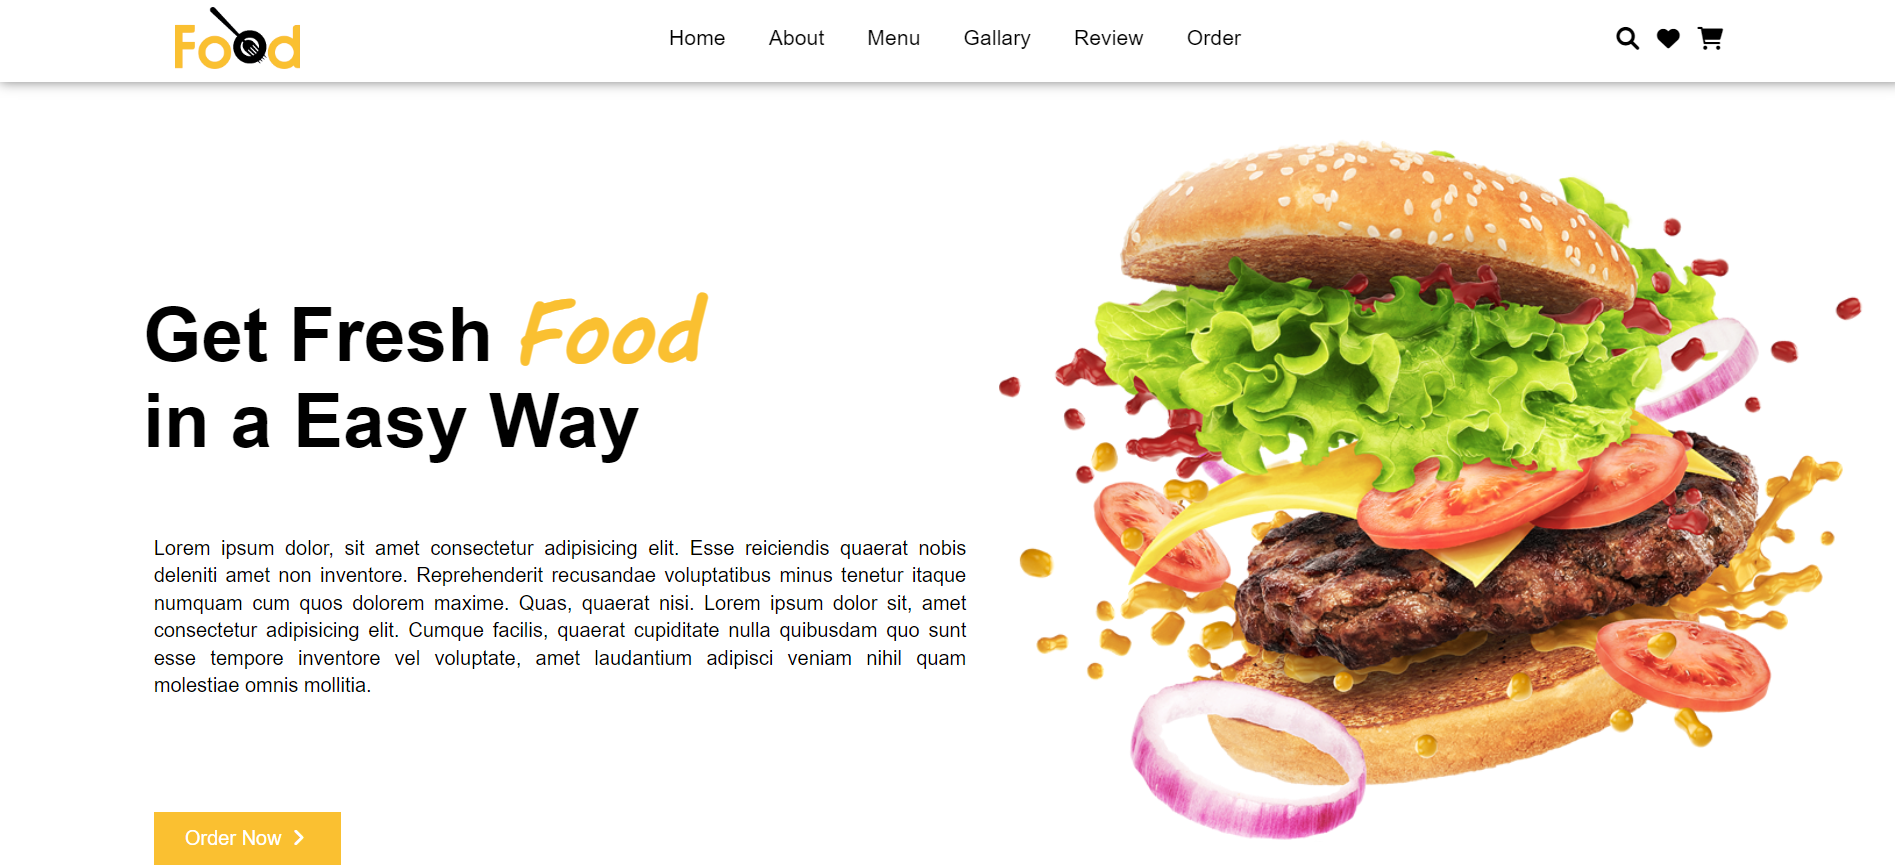 Food
Home About Menu Gallary Review Order
Get Fresh Food
in a Easy Way
Lorem ipsum dolor, sit amet consectetur adipisicing elit. Esse reiciendis quaerat nobis
deleniti amet non inventore. Reprehenderit recusandae voluptatibus minus tenetur itaque
numquam cum quos dolorem maxime. Quas, quaerat nisi. Lorem ipsum dolor sit, amet
consectetur adipisicing elit. Cumque facilis, quaerat cupiditate nulla quibusdam quo sunt
esse tempore inventore vel voluptate, amet laudantium adipisci veniam nihil quam
molestiae omnis mollitia.
Order Now